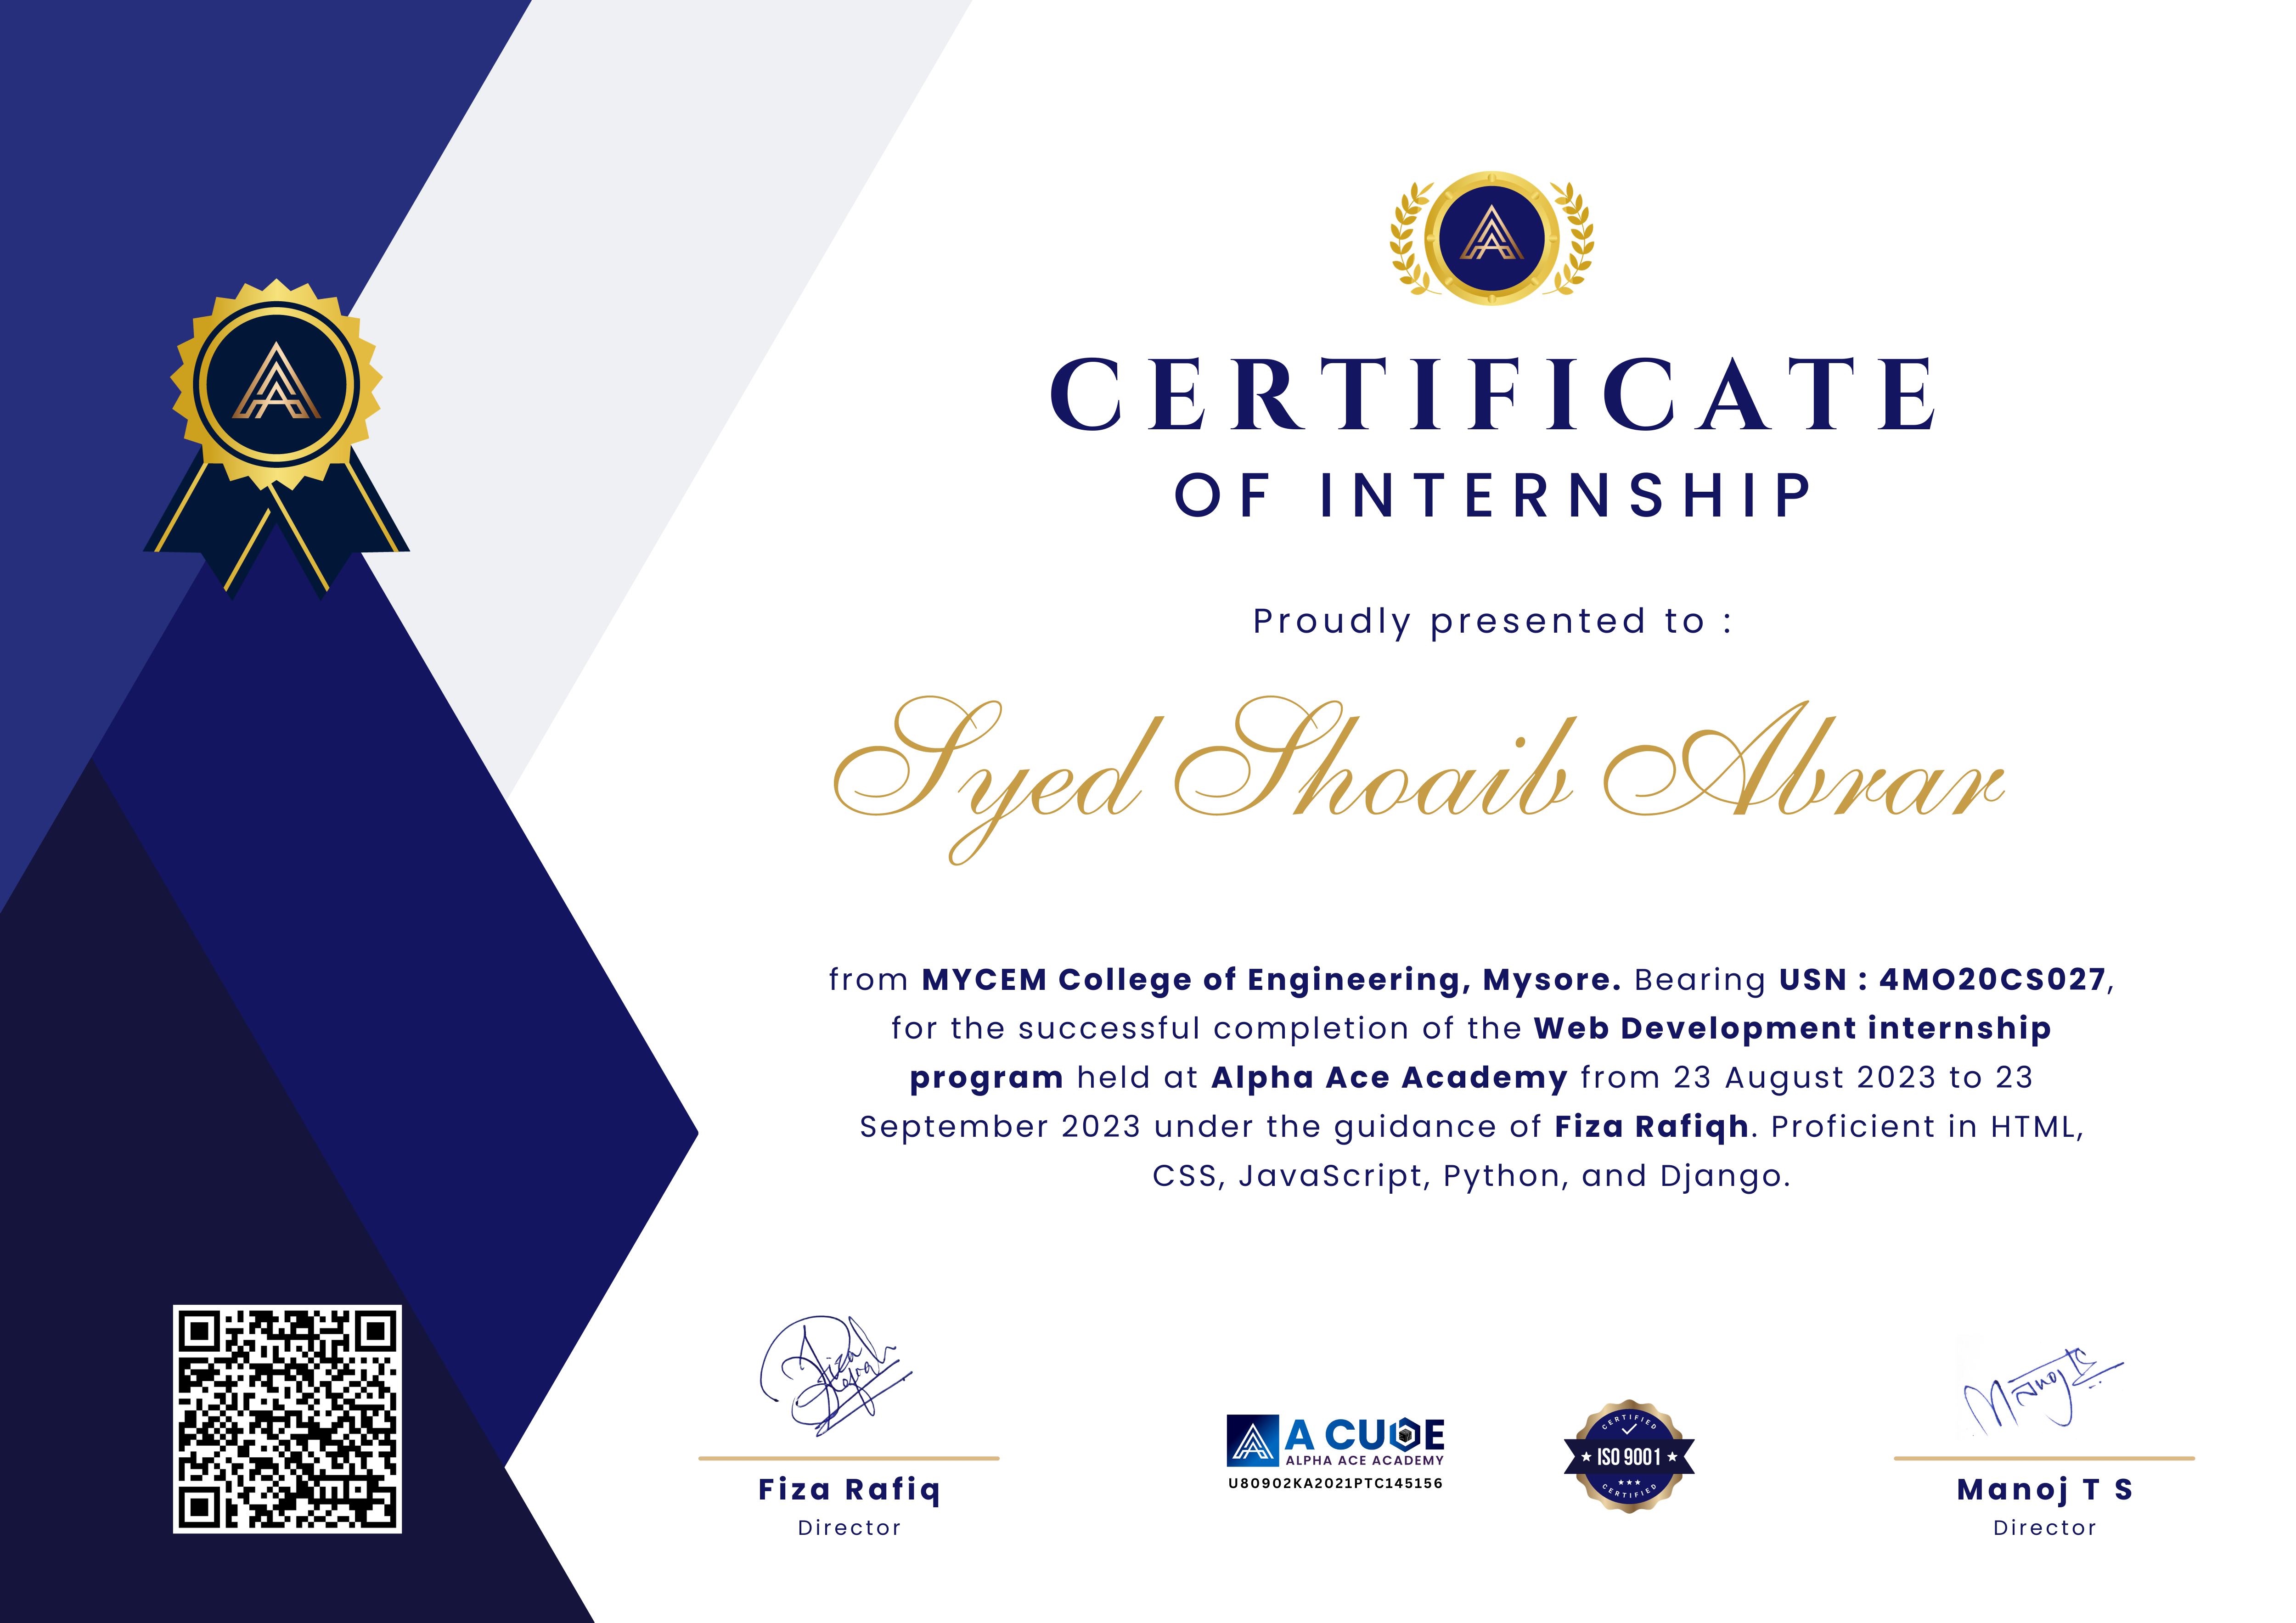 CERTIFICATE
OF INTERNSHIP
Proudly presented to :
Syed Shoaib Abrar
from MYCEM College of Engineering, Mysore. Bearing USN : 4MO20CS027,
for the successful completion of the Web Development internship
program held at Alpha Ace Academy from 23 August 2023 to 23
September 2023 under the guidance of Fiza Rafiqh. Proficient in HTML,
CSS, JavaScript, Python, and Django.
Fiza Rafiq
Director
A CUBE
ALPHA ACE ACADEMY
U80902KA2021PTC145156
CERTIFIED
ISO 9001
CERTIFIED
Manoj T S
Manoj T S
Director